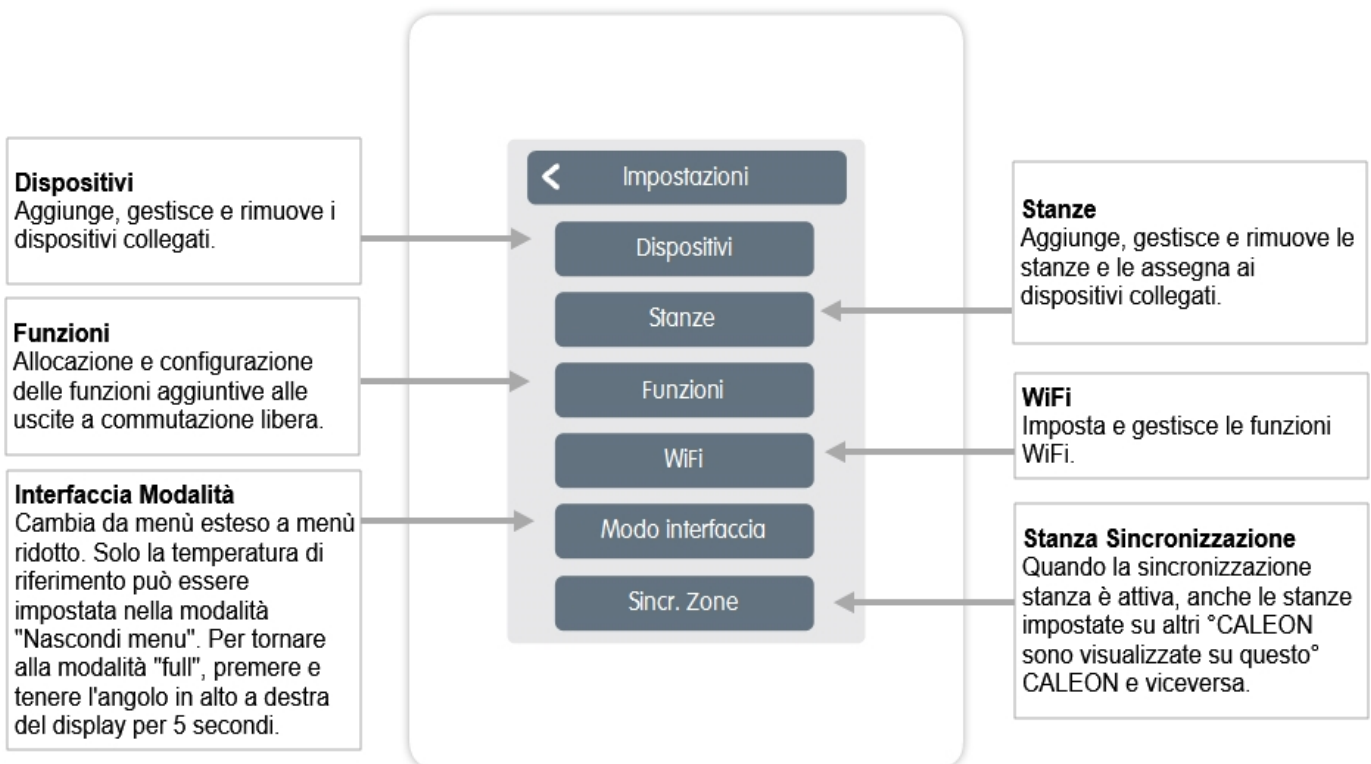 Dispositivi
Aggiunge, gestisce e rimuove i
dispositivi collegati.
Funzioni
Allocazione e configurazione
delle funzioni aggiuntive alle
uscite a commutazione libera.
Interfaccia Modalità
Cambia da menù esteso a menù
ridotto. Solo la temperatura di
riferimento può essere
impostata nella modalità
"Nascondi menu". Per tornare
alla modalità "full", premere e
tenere l'angolo in alto a destra
del display per 5 secondi.
Impostazioni
Dispositivi
Stanze
Funzioni
WiFi
Modo interfaccia
Sincr. Zone
Stanze
Aggiunge, gestisce e rimuove le
stanze e le assegna ai
dispositivi collegati.
WiFi
Imposta e gestisce le funzioni
WiFi.
Stanza Sincronizzazione
Quando la sincronizzazione
stanza è attiva, anche le stanze
impostate su altri °CALEON
sono visualizzate su questo°
CALEON e viceversa.